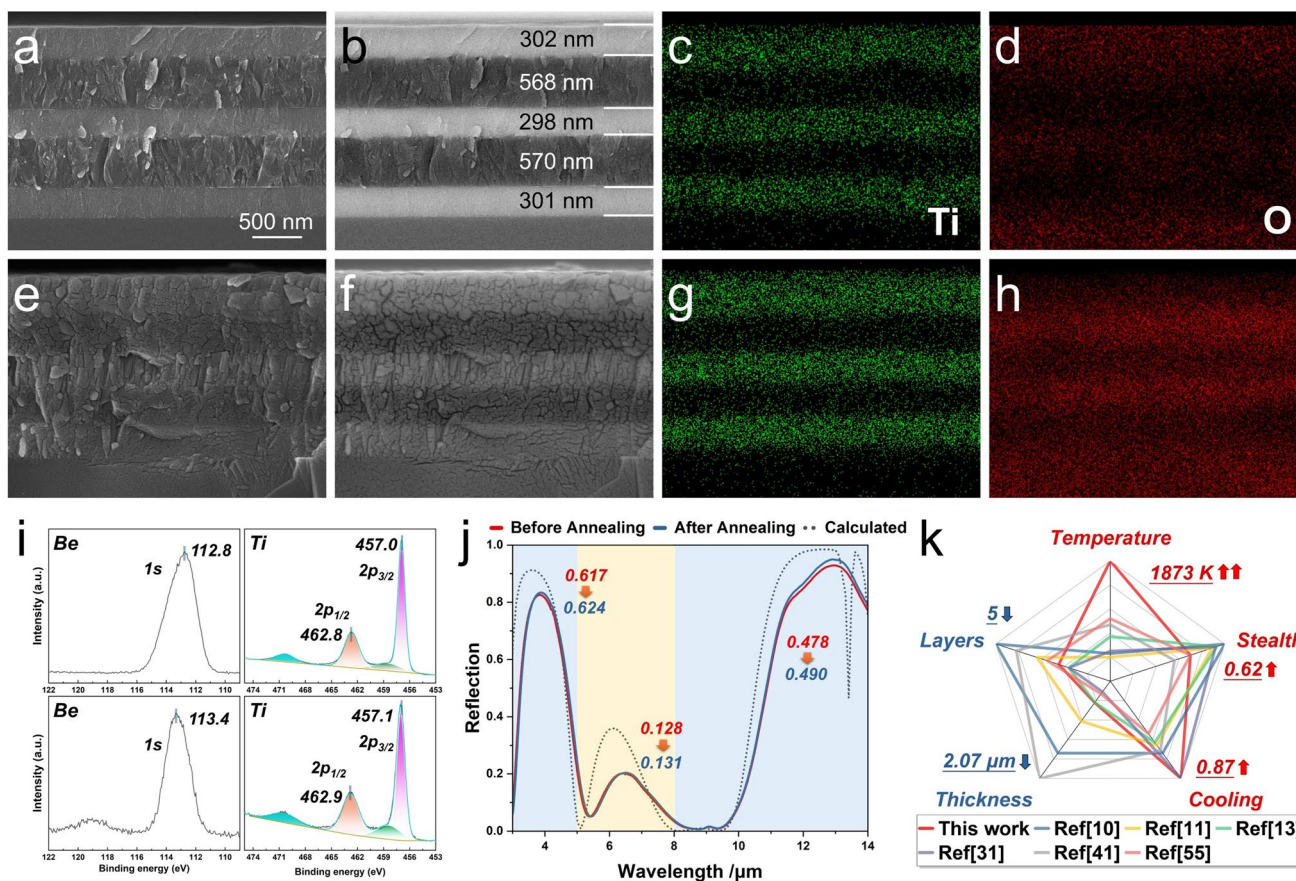 a
b
302 nm
568 nm
298 nm
570 nm
301 nm
500 nm
c
Ti
d
O
e
f
g
h
i
Be
1s
112.8
Ti
457.0
2p3/2
2p1/2
462.8
Intensity (a.u.)
122 120 118 116 114 112 110
474 471 468 465 462 459 456 453
Be
1s
113.4
Ti
457.1
2p3/2
2p1/2
462.9
Intensity (a.u.)
122 120 118 116 114 112 110
474 471 468 465 462 459 456 453
Binding energy (eV)
Binding energy (eV)
j
Before Annealing
After Annealing
Calculated
1.0
0.8
0.6
0.4
0.2
0.0
Reflection
0.617
0.624
0.128
0.131
0.478
0.490
4 6 8 10 12 14
Wavelength /μm
k
Temperature
1873 K
5
Layers
Stealth
0.62
2.07 μm
Thickness
0.87
Cooling
This work
Ref[10]
Ref[11]
Ref[13]
Ref[31]
Ref[41]
Ref[55]